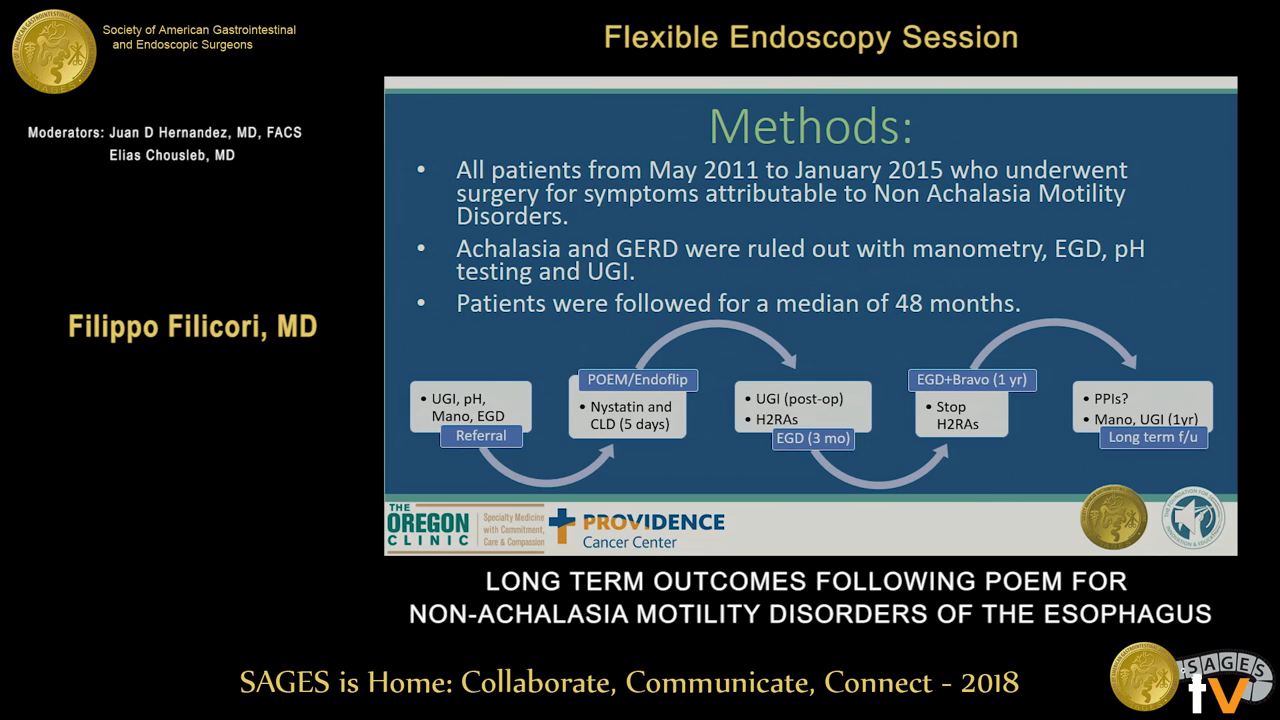 Society of American Gastrointestinal
and Endoscopic Surgeons
Flexible Endoscopy Session
Moderators: Juan D Hernandez, MD, FACS
Elias Chousleb, MD
Filippo Filicori, MD
Methods:
• All patients from May 2011 to January 2015 who underwent
surgery for symptoms attributable to Non Achalasia Motility
Disorders.
• Achalasia and GERD were ruled out with manometry, EGD, pH
testing and UGI.
• Patients were followed for a median of 48 months.
• UGI, pH,
Mano, EGD
Referral
POEM/Endoflip
• Nystatin and
CLD (5 days)
• UGI (post-op)
• H2RAs
EGD (3 mo)
EGD+Bravo (1 yr)
• Stop
H2RAs
• PPIs?
• Mano, UGI (1yr)
Long term f/u
THE
OREGON
CLINIC
Specialty Medicine
with Commitment,
Care & Compassion
PROVIDENCE
Cancer Center
LONG TERM OUTCOMES FOLLOWING POEM FOR
NON-ACHALASIA MOTILITY DISORDERS OF THE ESOPHAGUS
SAGES is Home: Collaborate, Communicate, Connect - 2018
SAGES
tv